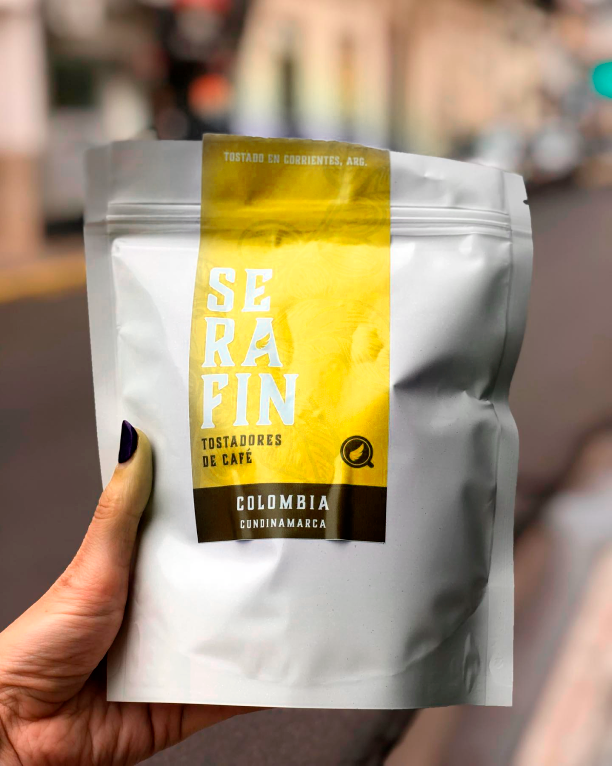 TOSTADO EN CORRIENTES, ARG.
SE
RA
FIN
TOSTADORES
DE CAFÉ
COLOMBIA
CUNDINAMARCA